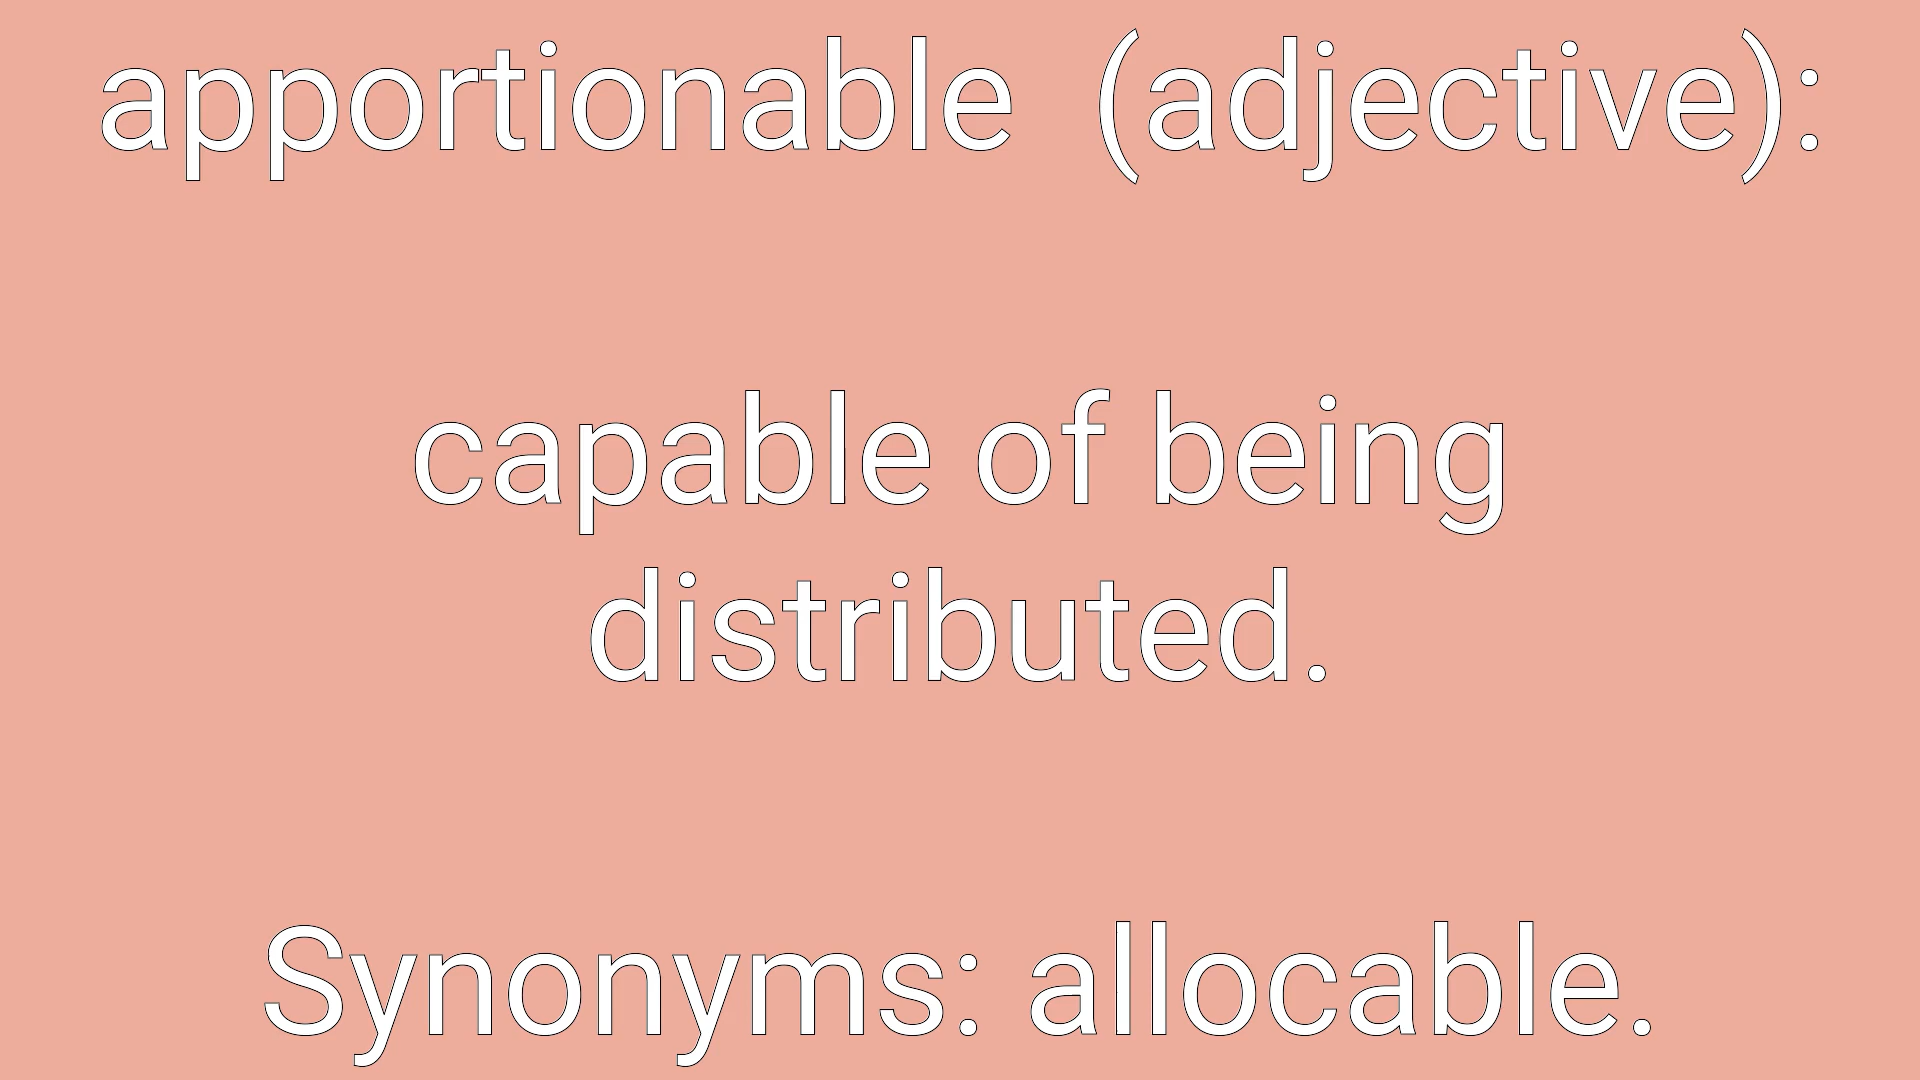 apportionable  (adjective):
capable of being
distributed.
Synonyms: allocable.